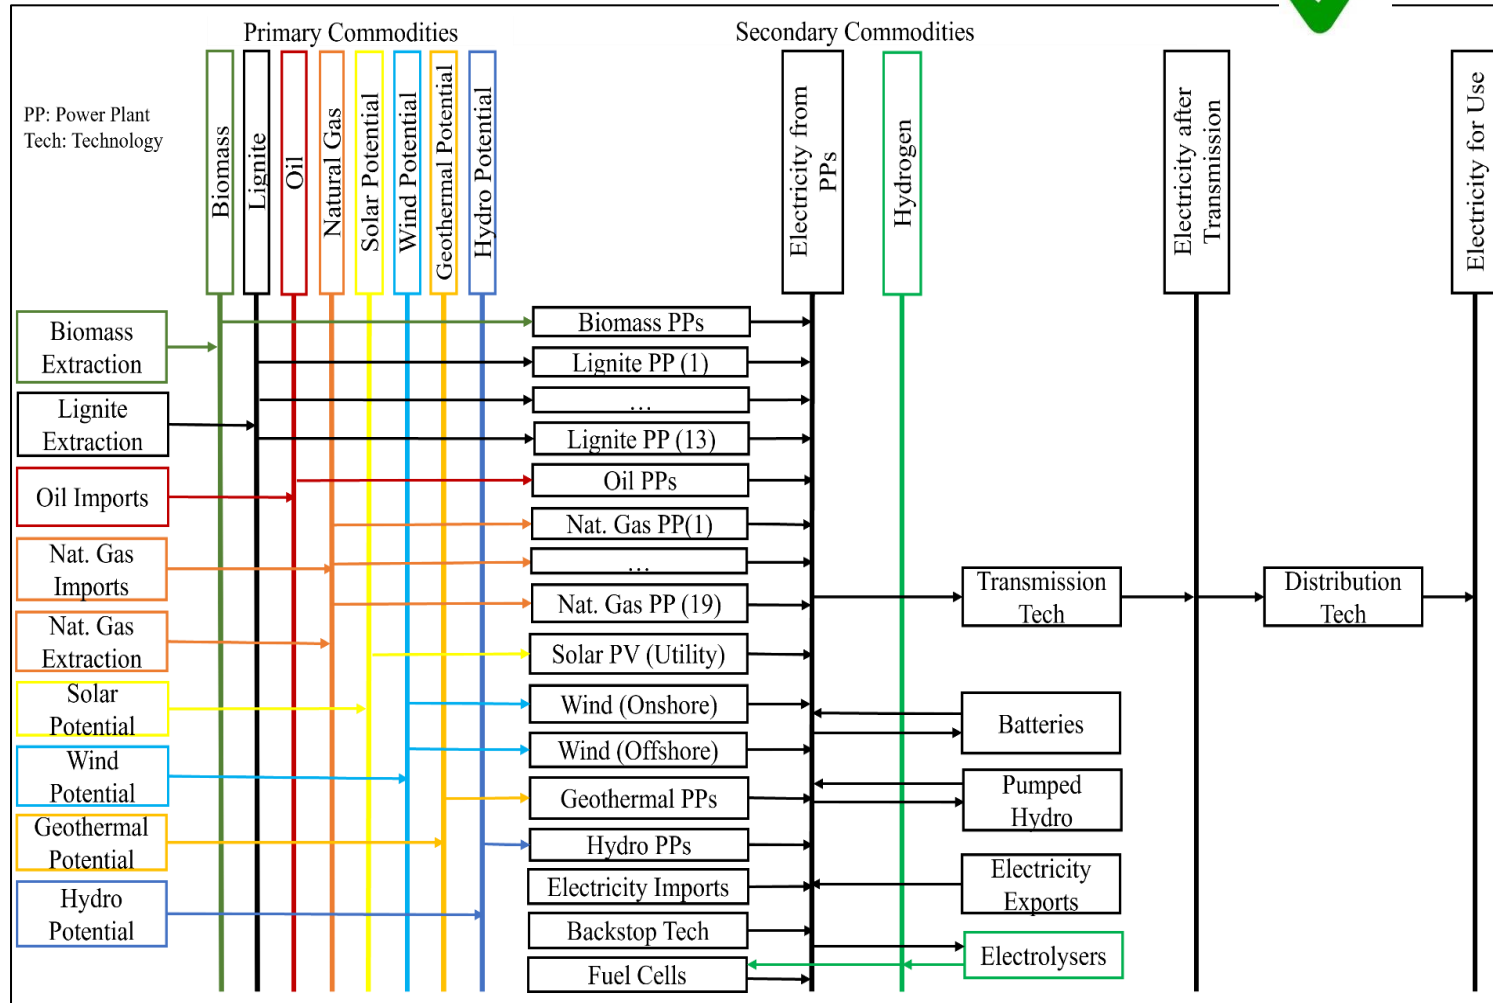 Primary Commodities
Secondary Commodities
PP: Power Plant
Tech: Technology
Biomass
Lignite
Oil
Natural Gas
Solar Potential
Wind Potential
Geothermal Potential
Hydro Potential
Electricity from
PPs
Hydrogen
Electricity after
Transmission
Electricity for Use
Biomass
Extraction
Lignite
Extraction
Oil Imports
Nat. Gas
Imports
Nat. Gas
Extraction
Solar
Potential
Wind
Potential
Geothermal
Potential
Hydro
Potential
Biomass PPs
Lignite PP (1)
...
Lignite PP (13)
Oil PPs
Nat. Gas PP(1)
...
Nat. Gas PP (19)
Solar PV (Utility)
Wind (Onshore)
Wind (Offshore)
Geothermal PPs
Hydro PPs
Electricity Imports
Backstop Tech
Fuel Cells
Transmission
Tech
Batteries
Pumped
Hydro
Electricity
Exports
Electrolysers
Distribution
Tech